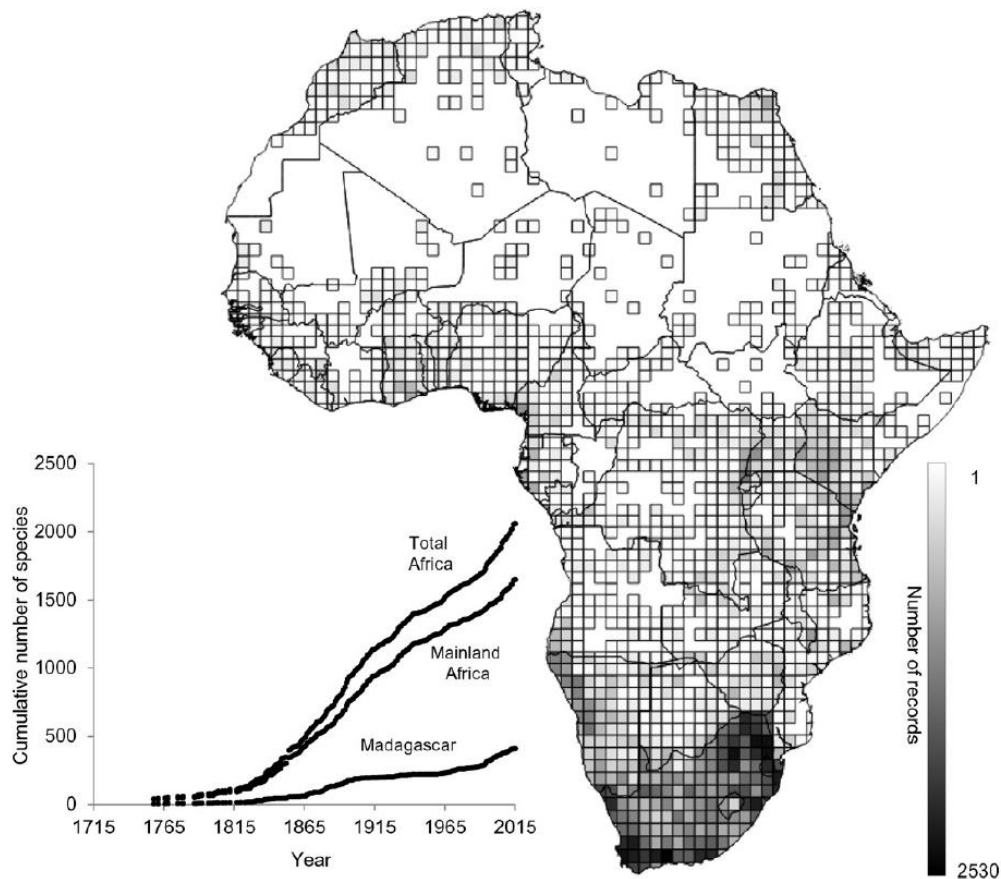 2500
2000
1500
1000
500
0
Cumulative number of species
Total
Africa
Mainland
Africa
Madagascar
1715 1765 1815 1865 1915 1965 2015
Year
1
Number of records
2530